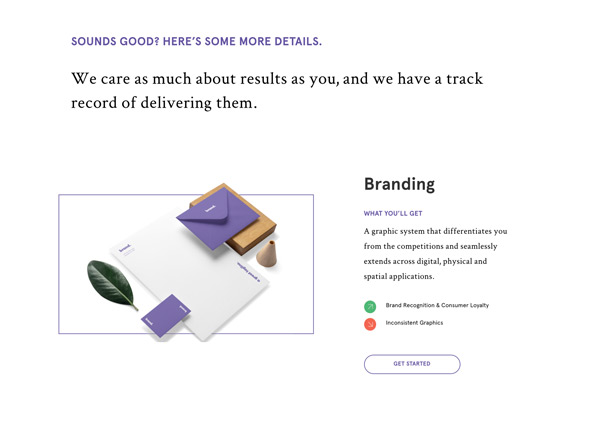 SOUNDS GOOD? HERE'S SOME MORE DETAILS.
We care as much about results as you, and we have a track
record of delivering them.
Branding
WHAT YOU'LL GET
A graphic system that differentiates you
from the competitions and seamlessly
extends across digital, physical and
spatial applications.
Brand Recognition & Consumer Loyalty
Inconsistent Graphics
GET STARTED